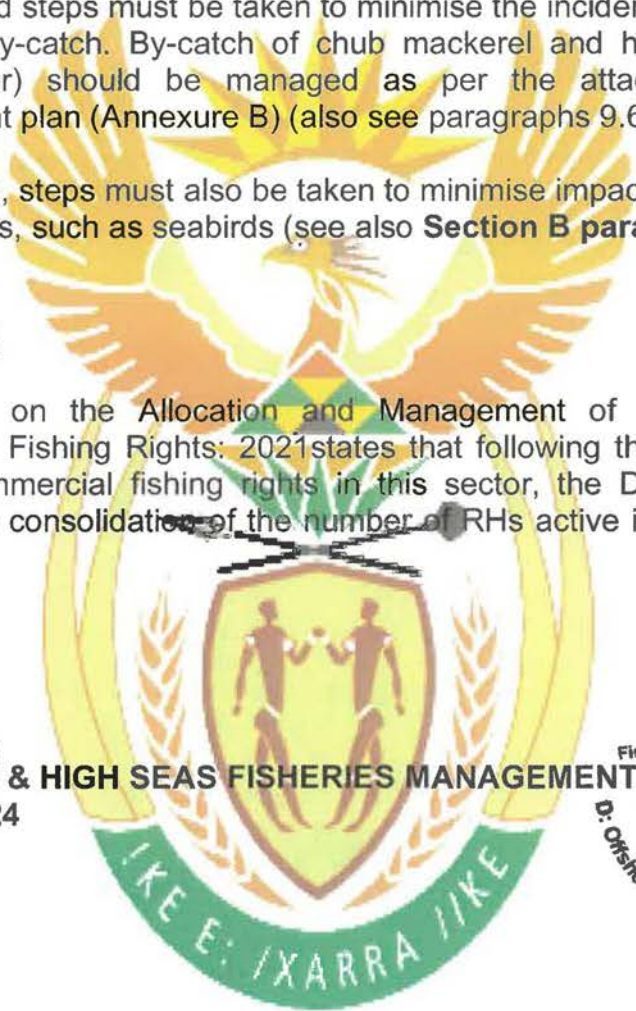 d steps must be taken to minimise the inciden
y-catch. By-catch of chub mackerel and h
r) should be managed as per the atta
t plan (Annexure B) (also see paragraphs 9.6
, steps must also be taken to minimise impac
s, such as seabirds (see also Section B para
on the Allocation and Management of
Fishing Rights: 2021states that following th
mmercial fishing rights in this sector, the D
consolidation of the number of RHs active i
& HIGH SEAS FISHERIES MANAGEMENT
24
D: Offsh
!KE E: /XARRA //KE